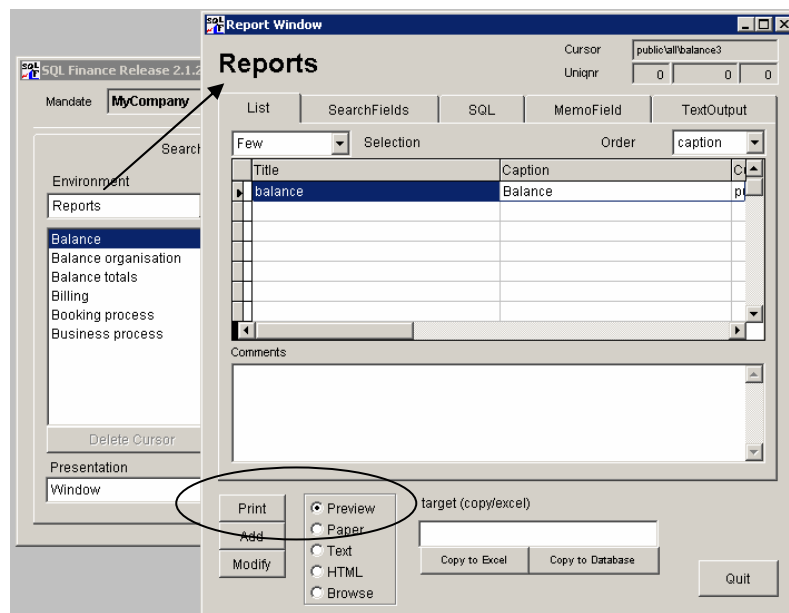 Report Window
Reports
Cursor public\all\balance3
Uniqnr 0 0 0
List SearchFields SQL MemoField TextOutput
Few Selection Order caption
Title Caption
balance Balance
Comments
Print Preview target (copy/excel)
Add Paper
Modify Text Copy to Excel Copy to Database
HTML
Browse
Quit
SQL Finance Release 2.1.2
Mandate MyCompany
Environment
Reports
Balance
Balance organisation
Balance totals
Billing
Booking process
Business process
Delete Cursor
Presentation
Window